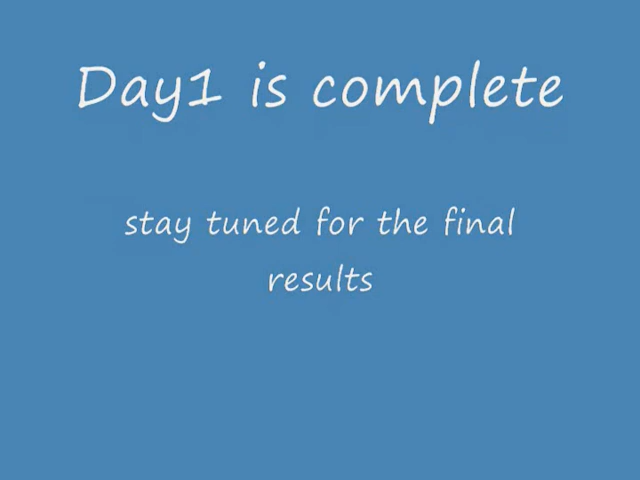 Day1 is complete
stay tuned for the final
results